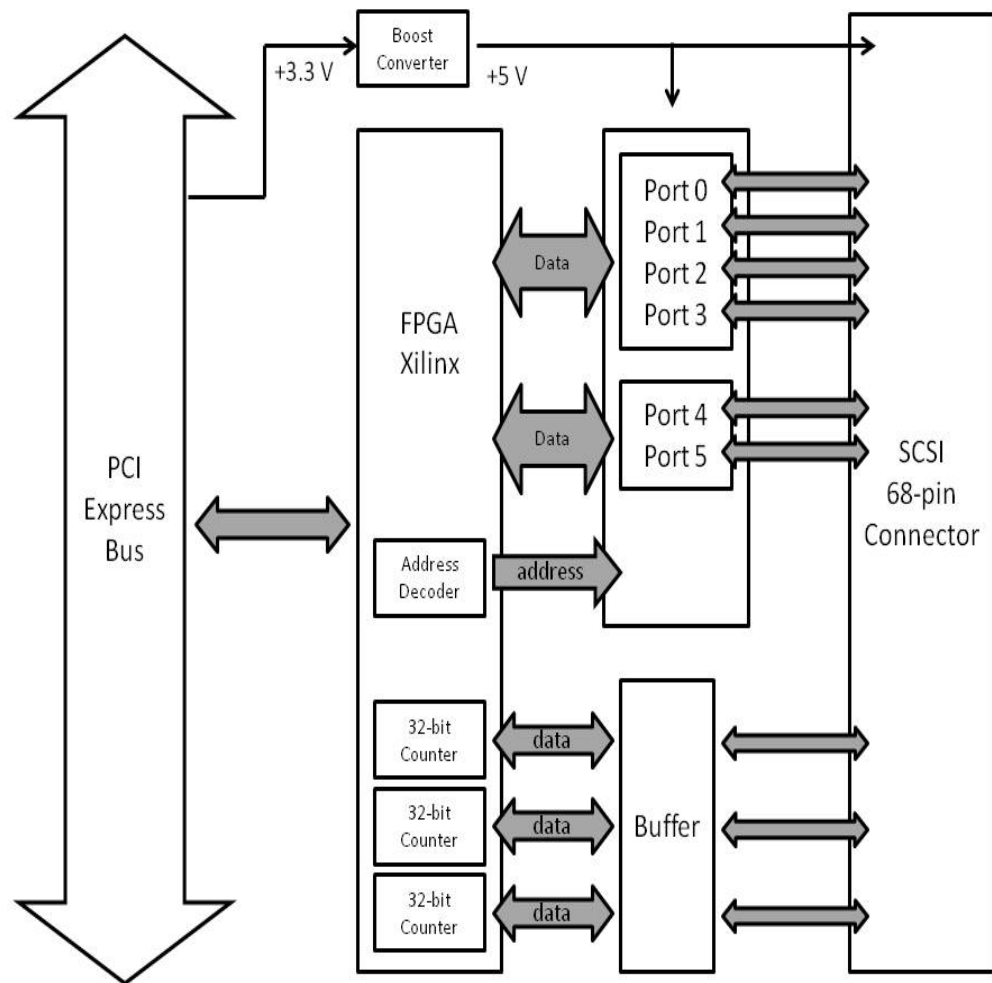 Boost
Converter
+3.3 V
+5 V
PCI
Express
Bus
FPGA
Xilinx
Data
Data
Port 0
Port 1
Port 2
Port 3
Port 4
Port 5
SCSI
68-pin
Connector
Address
Decoder
address
32-bit
Counter
data
32-bit
Counter
data
32-bit
Counter
data
Buffer